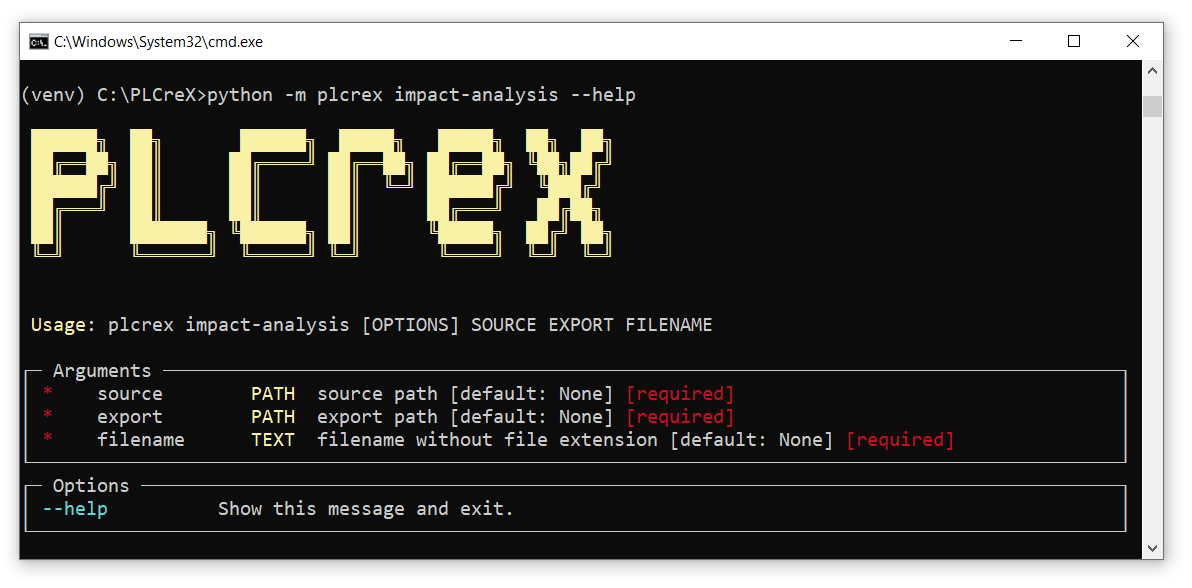 C:\Windows\System32\cmd.exe
(venv) C:\PLCreX>python -m plcrex impact-analysis --help
PLCrex
Usage: plcrex impact-analysis [OPTIONS] SOURCE EXPORT FILENAME
Arguments
* source PATH source path [default: None] [required]
* export PATH export path [default: None] [required]
* filename TEXT filename without file extension [default: None] [required]
Options
--help Show this message and exit.